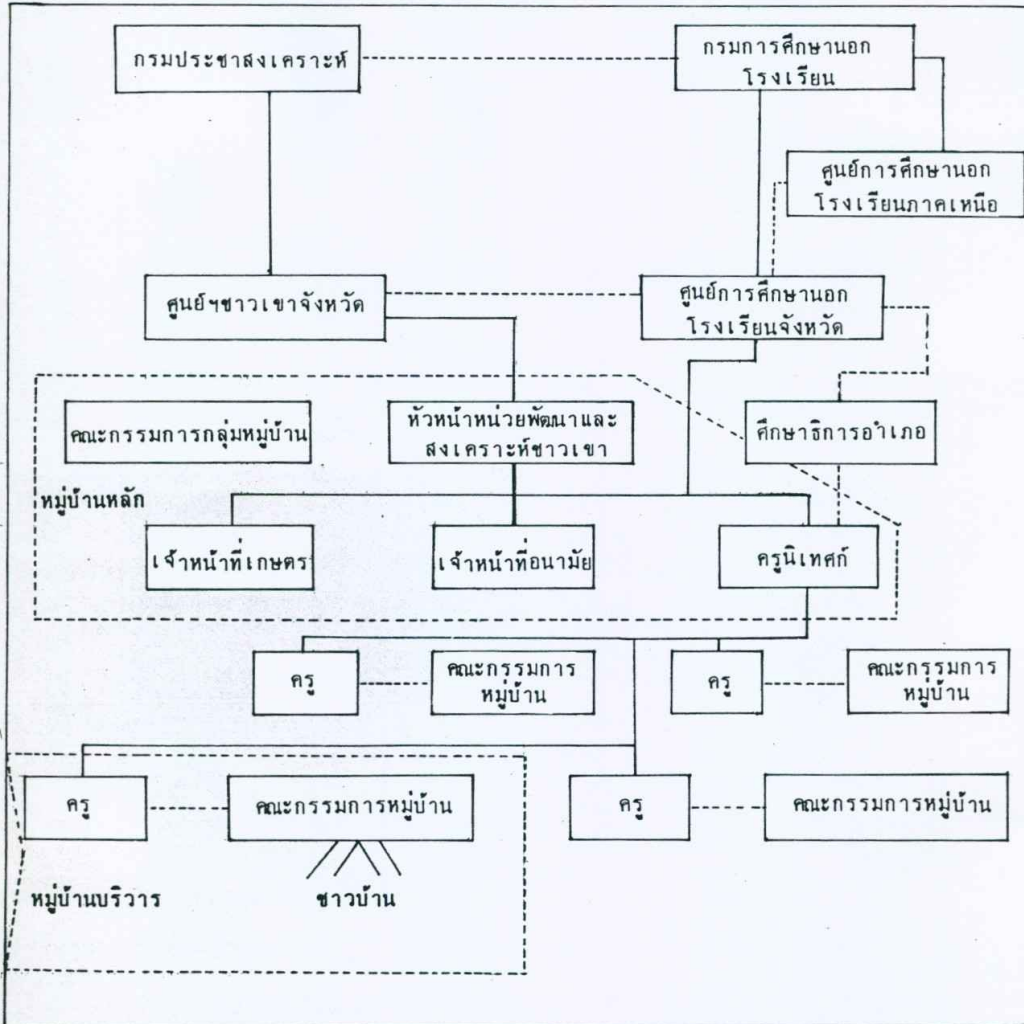 กรมประชาสงเคราะห์
กรมการศึกษานอก
โรงเรียน
ศูนย์การศึกษานอก
โรงเรียนภาคเหนือ
ศูนย์ฯชาวเขาจังหวัด
ศูนย์การศึกษานอก
โรงเรียนจังหวัด
คณะกรรมการกลุ่มหมู่บ้าน
หัวหน้าหน่วยพัฒนาและ
สงเคราะห์ชาวเขา
ศึกษาธิการอำเภอ
หมู่บ้านหลัก
เจ้าหน้าที่เกษตร
เจ้าหน้าที่อนามัย
ครูนิเทศก์
ครู
คณะกรรมการ
หมู่บ้าน
ครู
คณะกรรมการ
หมู่บ้าน
ครู
คณะกรรมการหมู่บ้าน
ครู
คณะกรรมการหมู่บ้าน
หมู่บ้านบริวาร
ชาวบ้าน